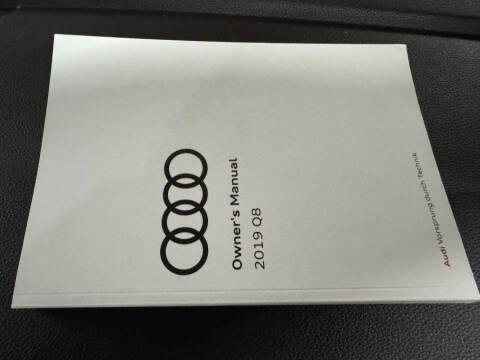 Owner's Manual
2019 Q8
Audi Vorsprung durch Technik